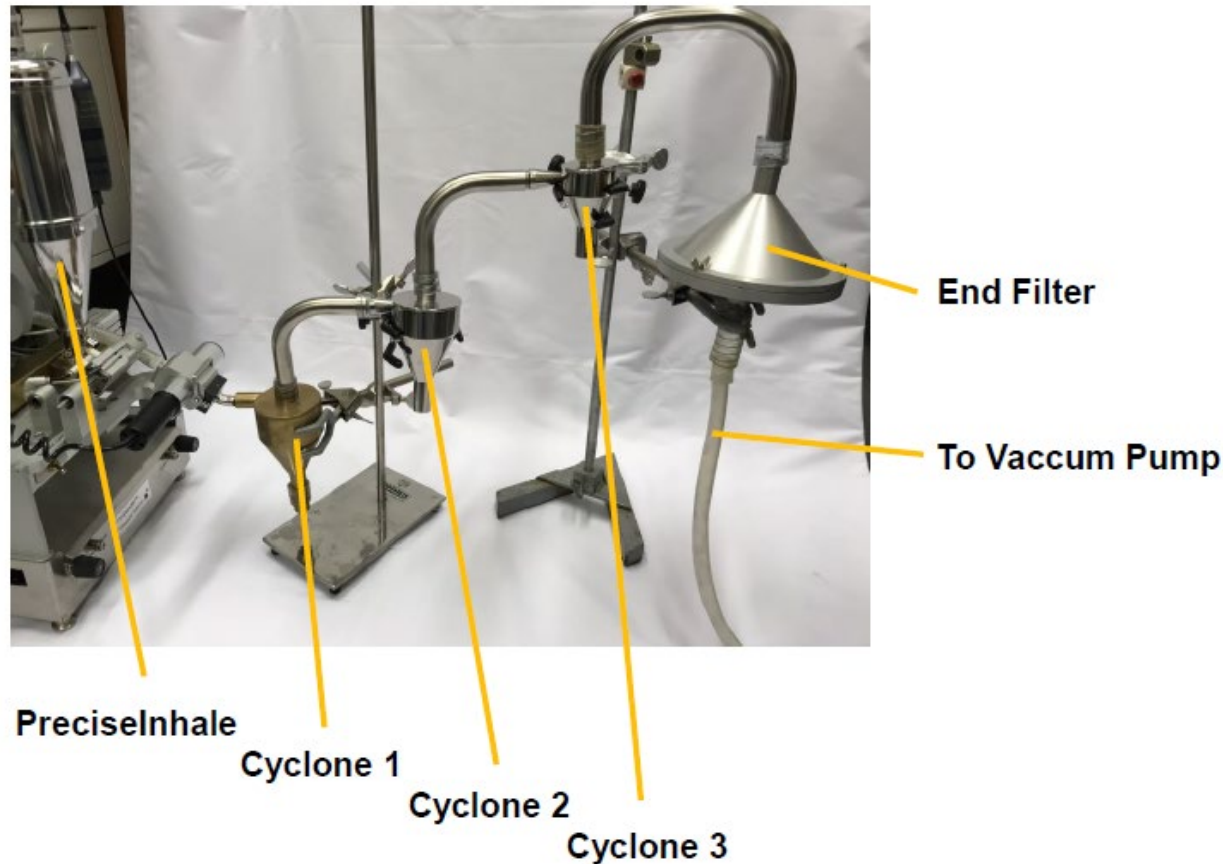 End Filter
To Vaccum Pump
PreciseInhale
Cyclone 1
Cyclone 2
Cyclone 3